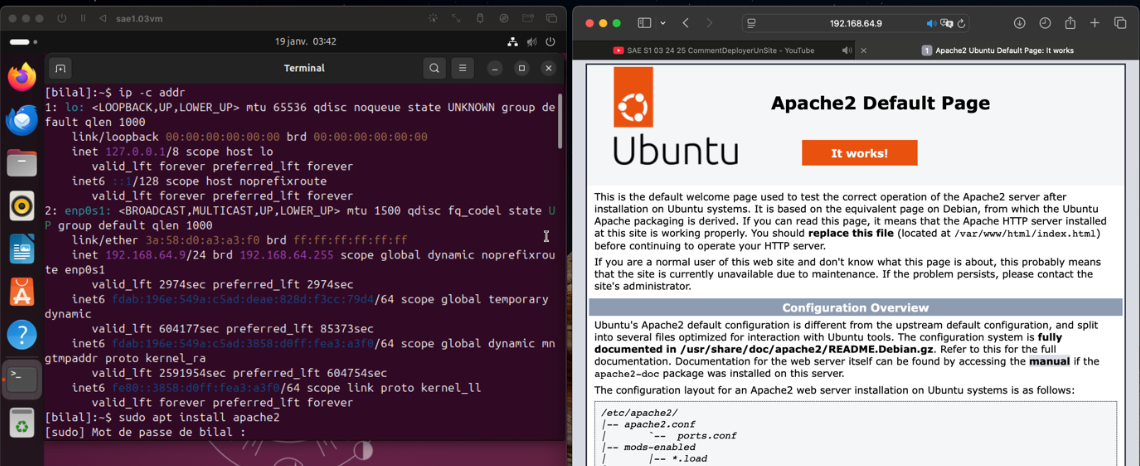 sae1.03vm
19 janv. 03:42
Terminal
[bilal]:~$ ip -c addr
1: lo: <LOOPBACK,UP,LOWER_UP> mtu 65536 qdisc noqueue state UNKNOWN group de
fault qlen 1000
link/loopback 00:00:00:00:00:00 brd 00:00:00:00:00:00
inet 127.0.0.1/8 scope host lo
valid_lft forever preferred_lft forever
inet6 ::1/128 scope host noprefixroute
valid_lft forever preferred_lft forever
2: enp0s1: <BROADCAST,MULTICAST,UP,LOWER_UP> mtu 1500 qdisc fq_codel state U
P group default qlen 1000
link/ether 3a:58:d0:a3:a3:f0 brd ff:ff:ff:ff:ff:ff
inet 192.168.64.9/24 brd 192.168.64.255 scope global dynamic noprefixrou
te enp0s1
valid_lft 2974sec preferred_lft 2974sec
inet6 fdab:196e:549a:c5ad:deae:828d:f3cc:79d4/64 scope global temporary
dynamic
valid_lft 604177sec preferred_lft 85373sec
inet6 fdab:196e:549a:c5ad:3858:d0ff:fea3:a3f0/64 scope global dynamic mn
gtmpaddr proto kernel_ra
valid_lft 2591954sec preferred_lft 604754sec
inet6 fe80::3858:d0ff:fea3:a3f0/64 scope link proto kernel_ll
valid_lft forever preferred_lft forever
[bilal]:~$ sudo apt install apache2
[sudo] Mot de passe de bilal :
192.168.64.9
SAE S1 03 24 25 CommentDeployerUnSite - YouTube
1 Apache2 Ubuntu Default Page: It works
Apache2 Default Page
Ubuntu
It works!
This is the default welcome page used to test the correct operation of the Apache2 server after
installation on Ubuntu systems. It is based on the equivalent page on Debian, from which the Ubuntu
Apache packaging is derived. If you can read this page, it means that the Apache HTTP server installed
at this site is working properly. You should replace this file (located at /var/www/html/index.html)
before continuing to operate your HTTP server.
If you are a normal user of this web site and don't know what this page is about, this probably means
that the site is currently unavailable due to maintenance. If the problem persists, please contact the
site's administrator.
Configuration Overview
Ubuntu's Apache2 default configuration is different from the upstream default configuration, and split
into several files optimized for interaction with Ubuntu tools. The configuration system is fully
documented in /usr/share/doc/apache2/README.Debian.gz. Refer to this for the full
documentation. Documentation for the web server itself can be found by accessing the manual if the
apache2-doc package was installed on this server.
The configuration layout for an Apache2 web server installation on Ubuntu systems is as follows:
/etc/apache2/
|-- apache2.conf
|       `-- ports.conf
|-- mods-enabled
|       |-- *.load